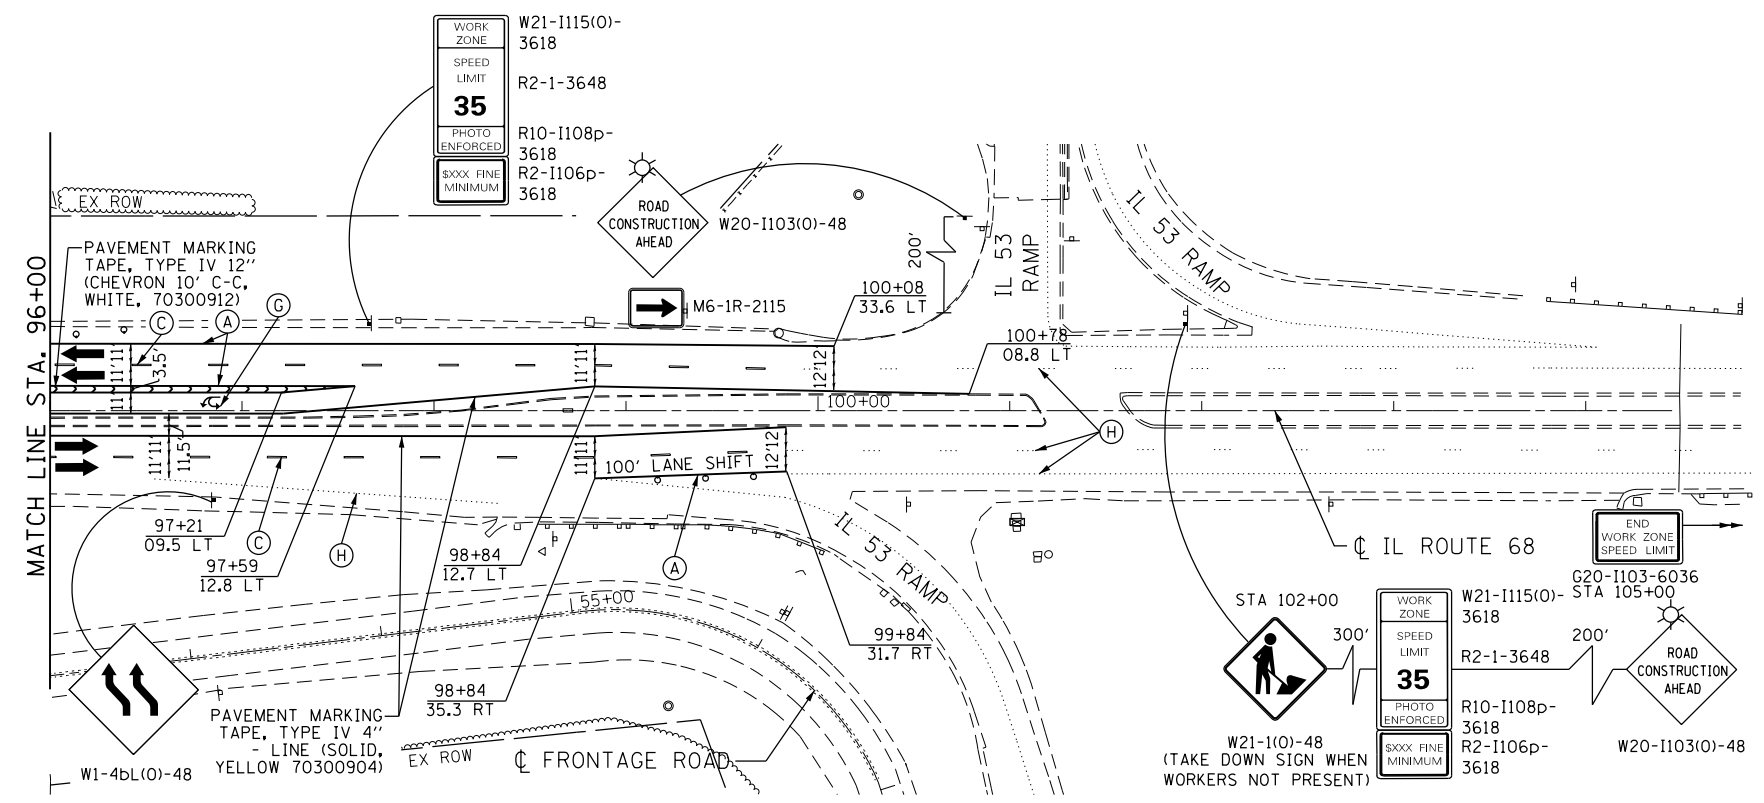 WORK
ZONE
SPEED
LIMIT
35
PHOTO
ENFORCED
$XXX FINE
MINIMUM
W21-I115(O)-
3618
R2-1-3648
R10-I108p-
3618
R2-I106p-
3618
EX ROW
ROAD
CONSTRUCTION
AHEAD
W20-I103(O)-48
200'
IL 53
RAMP
IL 53 RAMP
MATCH LINE STA. 96+00
PAVEMENT MARKING
TAPE, TYPE IV 12"
(CHEVRON 10' C-C,
WHITE, 70300912)
C
A
G
M6-1R-2115
100+08
33.6 LT
100+78
08.8 LT
11'11'
3.5'
11'
11'11'
12'12'
100+00
H
11'11'
11.5'
11'11'
100' LANE SHIFT
12'12'
97+21
09.5 LT
C
H
97+59
12.8 LT
98+84
12.7 LT
A
IL 53 RAMP
℄ IL ROUTE 68
END
WORK ZONE
SPEED LIMIT
G20-I103-6036
STA 105+00
55+00
99+84
31.7 RT
98+84
35.3 RT
W1-4bL(O)-48
PAVEMENT MARKING
TAPE, TYPE IV 4"
- LINE (SOLID,
YELLOW 70300904)
EX ROW
℄ FRONTAGE ROAD
STA 102+00
300'
W21-1(O)-48
(TAKE DOWN SIGN WHEN
WORKERS NOT PRESENT)
WORK
ZONE
SPEED
LIMIT
35
PHOTO
ENFORCED
$XXX FINE
MINIMUM
W21-I115(O)-
3618
R2-1-3648
R10-I108p-
3618
R2-I106p-
3618
200'
ROAD
CONSTRUCTION
AHEAD
W20-I103(O)-48